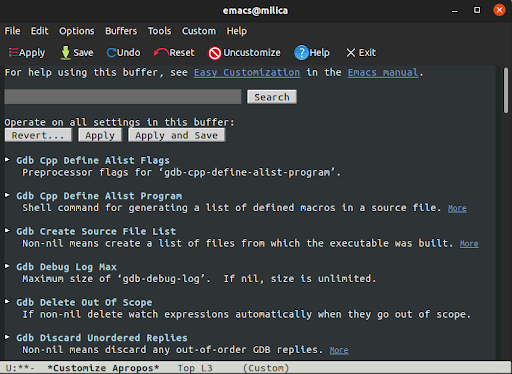 emacs@milica
File Edit Options Buffers Tools Custom Help
Apply Save Undo Reset Uncustomize Help Exit
For help using this buffer, see Easy Customization in the Emacs manual.
Search
Operate on all settings in this buffer:
Revert... Apply Apply and Save
Gdb Cpp Define Alist Flags
Preprocessor flags for ‘gdb-cpp-define-alist-program’.
Gdb Cpp Define Alist Program
Shell command for generating a list of defined macros in a source file. More
Gdb Create Source File List
Non-nil means create a list of files from which the executable was built. More
Gdb Debug Log Max
Maximum size of ‘gdb-debug-log’.  If nil, size is unlimited.
Gdb Delete Out Of Scope
If non-nil delete watch expressions automatically when they go out of scope.
Gdb Discard Unordered Replies
Non-nil means discard any out-of-order GDB replies. More
U:**-  *Customize Apropos*   Top L3     (Custom)